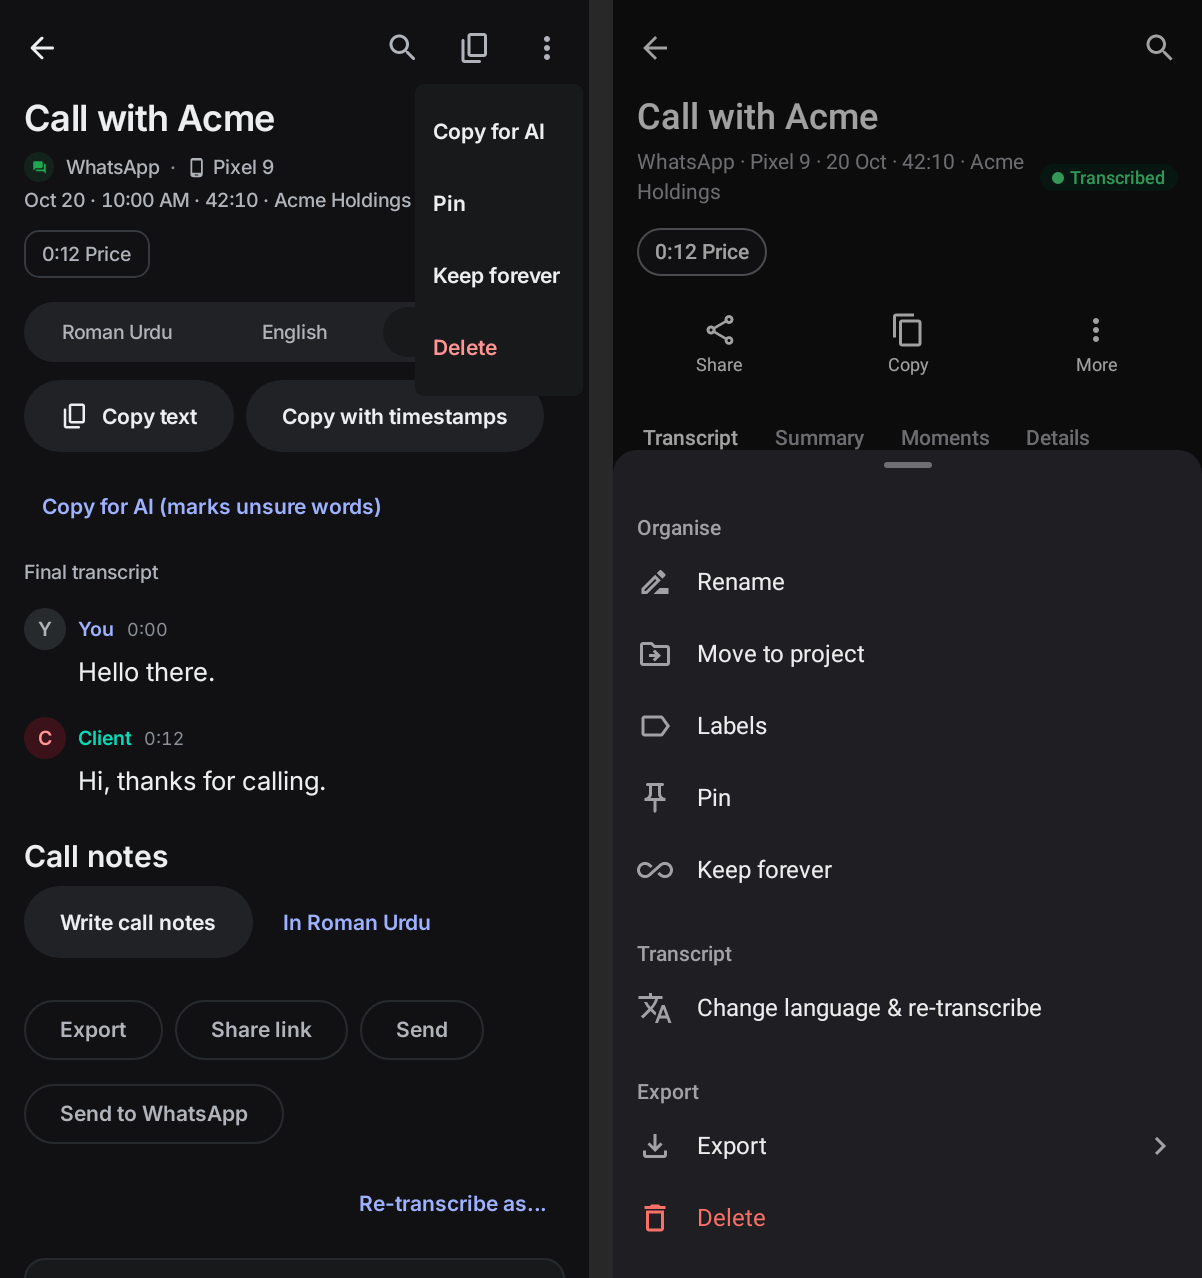 Call with Acme
WhatsApp · Pixel 9
Oct 20 · 10:00 AM · 42:10 · Acme Holdings
0:12 Price
Copy for AI
Pin
Keep forever
Delete
Roman Urdu English
Copy text Copy with timestamps
Copy for AI (marks unsure words)
Final transcript
Y You 0:00
Hello there.
C Client 0:12
Hi, thanks for calling.
Call notes
Write call notes In Roman Urdu
Export Share link Send
Send to WhatsApp
Re-transcribe as...
Call with Acme
WhatsApp · Pixel 9 · 20 Oct · 42:10 · Acme
Holdings
Transcribed
0:12 Price
Share Copy More
Transcript Summary Moments Details
Organise
Rename
Move to project
Labels
Pin
Keep forever
Transcript
Change language & re-transcribe
Export
Export
Delete